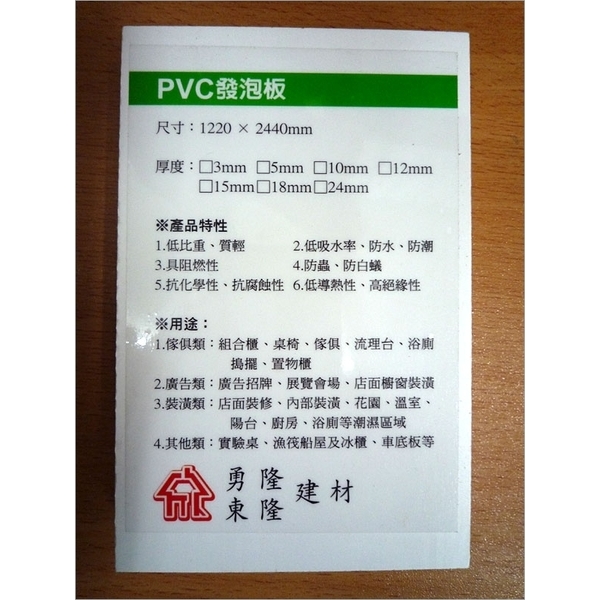 PVC發泡板
尺寸：1220 × 2440mm
厚度：□3mm □5mm □10mm □12mm
□15mm□18mm□24mm
※產品特性
1.低比重、質輕 2.低吸水率、防水、防潮
3.具阻燃性 4.防蟲、防白蟻
5.抗化學性、抗腐蝕性 6.低導熱性、高絕緣性
※用途：
1.傢俱類：組合櫃、桌椅、傢俱、流理台、浴廁
搗擺、置物櫃
2.廣告類：廣告招牌、展覽會場、店面櫥窗裝潢
3.裝潢類：店面裝修、內部裝潢、花園、溫室、
陽台、廚房、浴廁等潮濕區域
4.其他類：實驗桌、漁筏船屋及冰櫃、車底板等
勇隆
東隆
建材